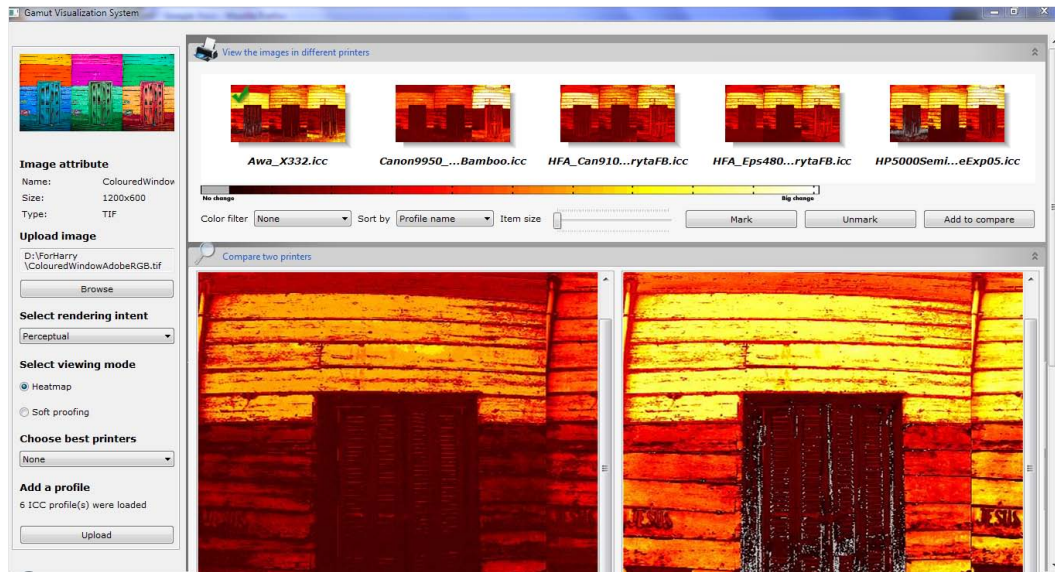 Gamut Visualization System
View the images in different printers
Awa_X332.icc
Canon9950_...Bamboo.icc
HFA_Can910...rytaFB.icc
HFA_Eps480...rytaFB.icc
HP5000Semi...eExp05.icc
No change
Big change
Color filter None Sort by Profile name Item size Mark Unmark Add to compare
Compare two printers
Image attribute
Name: ColouredWindow
Size: 1200x600
Type: TIF
Upload image
D:\ForHarry
\ColouredWindowAdobeRGB.tif
Browse
Select rendering intent
Perceptual
Select viewing mode
Heatmap
Soft proofing
Choose best printers
None
Add a profile
6 ICC profile(s) were loaded
Upload
JESUS
JESUS